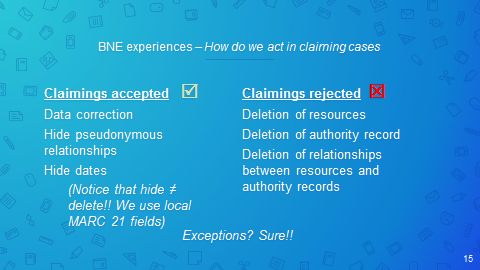 BNE experiences – How do we act in claiming cases
Claimings accepted
Data correction
Hide pseudonymous
relationships
Hide dates
(Notice that hide ≠
delete!! We use local
MARC 21 fields)
Claimings rejected
Deletion of resources
Deletion of authority record
Deletion of relationships
between resources and
authority records
Exceptions? Sure!!
15